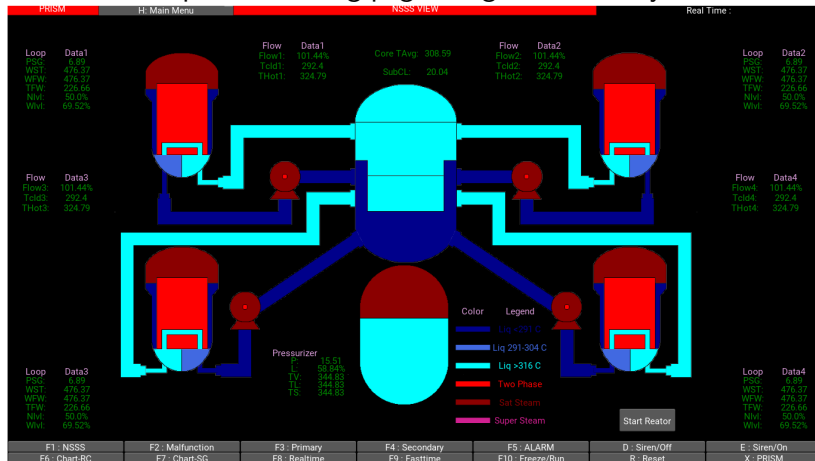 PRISM H: Main Menu NSSS VIEW Real Time :
Loop Data1
PSG: 6.89
WST: 476.37
WFW: 476.37
TFW: 226.66
Nlvl: 50.0%
Wlvl: 69.52%
Flow Data1
Flow1: 101.44%
Tcld1: 292.4
THot1: 324.79
Core TAvg: 308.59
SubCL: 20.04
Flow Data2
Flow2: 101.44%
Tcld2: 292.4
THot2: 324.79
Loop Data2
PSG: 6.89
WST: 476.37
WFW: 476.37
TFW: 226.66
Nlvl: 50.0%
Wlvl: 69.52%
Flow Data3
Flow3: 101.44%
Tcld3: 292.4
THot3: 324.79
Flow Data4
Flow4: 101.44%
Tcld4: 292.4
THot4: 324.79
Loop Data3
PSG: 6.89
WST: 476.37
WFW: 476.37
TFW: 226.66
Nlvl: 50.0%
Wlvl: 69.52%
Pressurizer
P: 15.51
L: 58.84%
TV: 344.83
TL: 344.83
TS: 344.83
Color Legend
Liq <291 C
Liq 291-304 C
Liq >316 C
Two Phase
Sat Steam
Super Steam
Start Reator
Loop Data4
PSG: 6.89
WST: 476.37
WFW: 476.37
TFW: 226.66
Nlvl: 50.0%
Wlvl: 69.52%
F1 : NSSS F2 : Malfunction F3 : Primary F4 : Secondary F5 : ALARM D : Siren/Off E : Siren/On
F6 : Chart-RC F7 : Chart-SG F8 : Realtime F9 : Fasttime F10 : Freeze/Run R : Reset X : PRISM